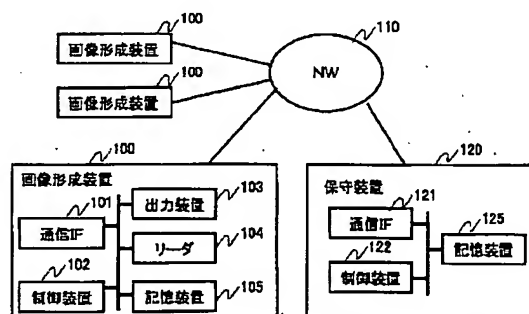 100
画像形成装置
110
NW
100
画像形成装置
100
画像形成装置
101
通信IF
102
制御装置
103
出力装置
104
リーダ
105
記憶装置
120
保守装置
121
通信IF
122
制御装置
125
記憶装置